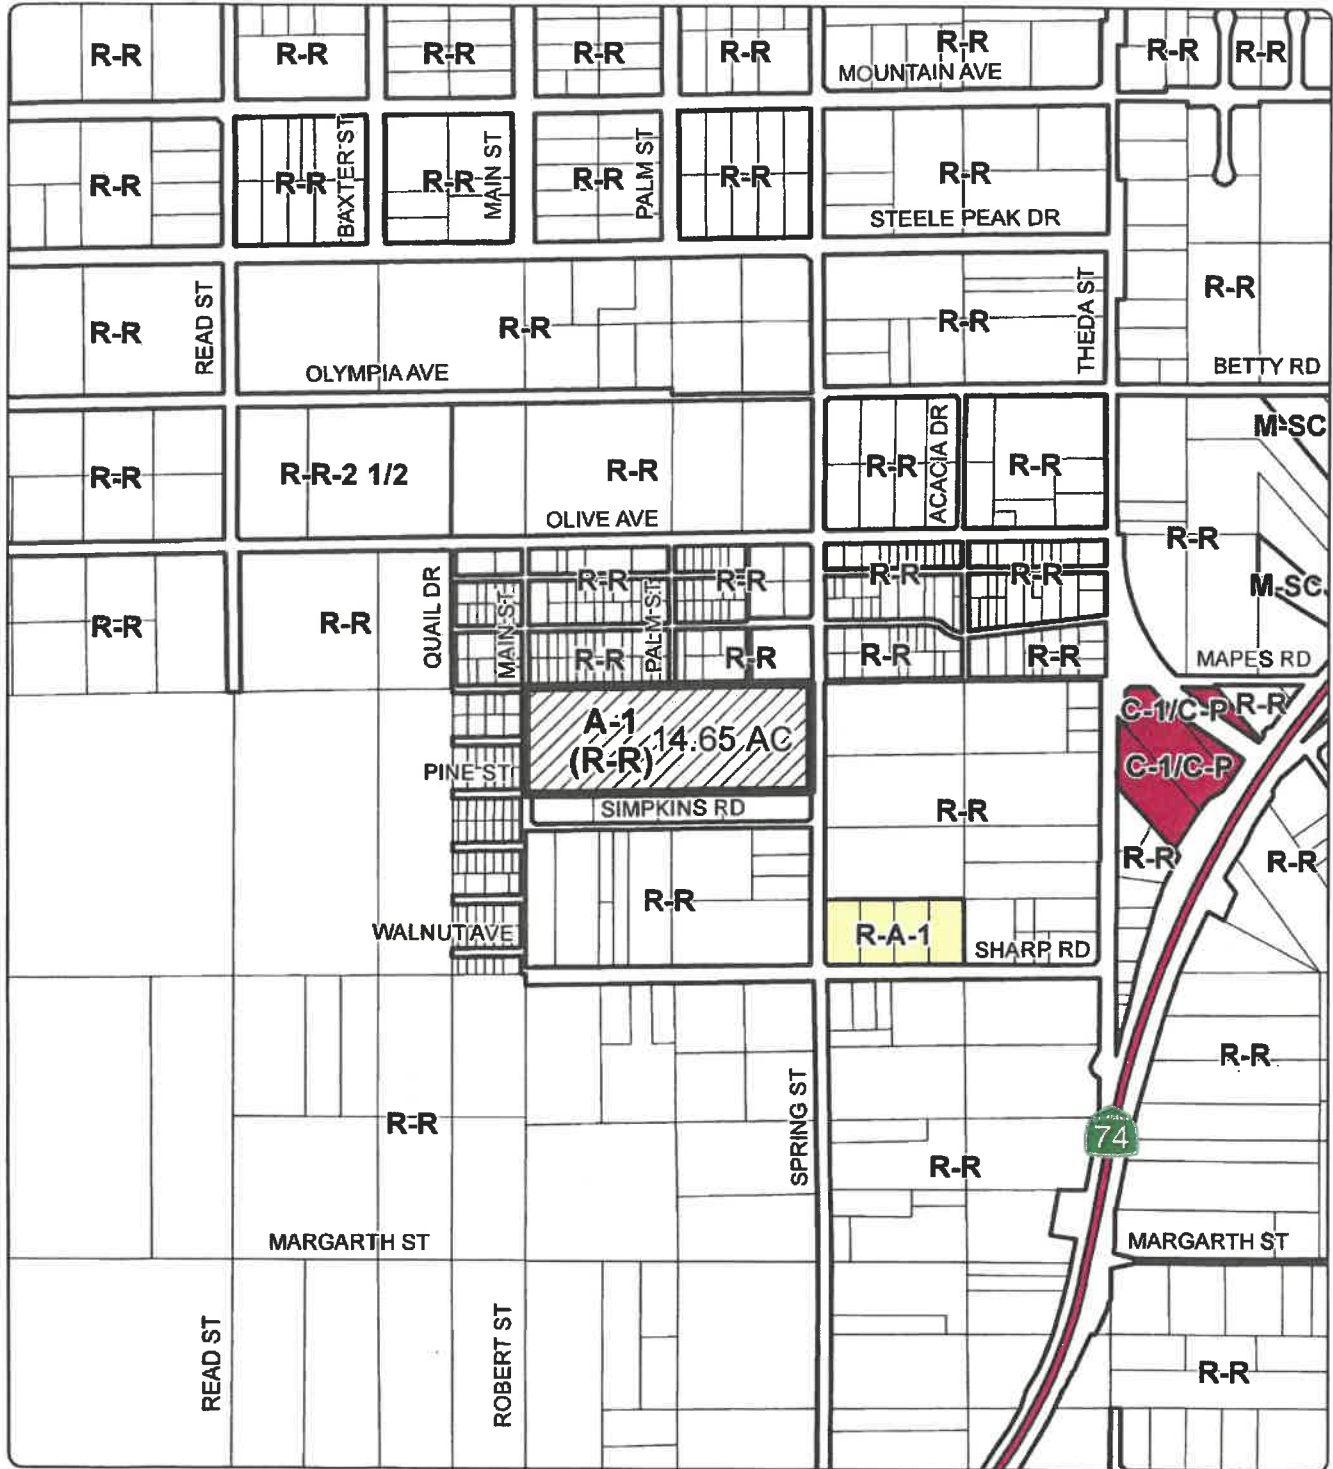 R-R
R-R
R-R
R-R
R-R
R-R
R-R
R-R
MOUNTAIN AVE
R-R
R-R
BAXTER ST
R-R
MAIN ST
R-R
PALM ST
R-R
R-R
STEELE PEAK DR
R-R
READ ST
R-R
OLYMPIA AVE
R-R
THEDA ST
R-R
BETTY RD
R-R
R-R-2 1/2
R-R
OLIVE AVE
R-R
ACACIA DR
R-R
M-SC
R-R
M-SC
R-R
R-R
QUAIL DR
MAIN ST
R-R
PALM ST
R-R
R-R
R-R
R-R
R-R
R-R
R-R
MAPES RD
A-1
(R-R)
14.65 AC
C-1/C-P
R-R
C-1/C-P
PINE ST
SIMPKINS RD
R-R
R-R
R-R
R-R
WALNUT AVE
R-A-1
SHARP RD
R-R
SPRING ST
R-R
74
R-R
MARGARTH ST
MARGARTH ST
READ ST
ROBERT ST
R-R